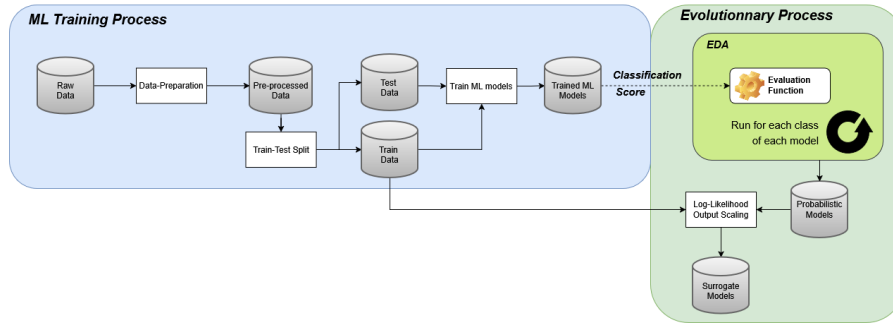 ML Training Process
Raw
Data
Data-Preparation
Pre-processed
Data
Train-Test Split
Test
Data
Train
Data
Train ML models
Trained ML
Models
Classification
Score
Evolutionnary Process
EDA
Evaluation
Function
Run for each class
of each model
Probabilistic
Models
Log-Likelihood
Output Scaling
Surrogate
Models